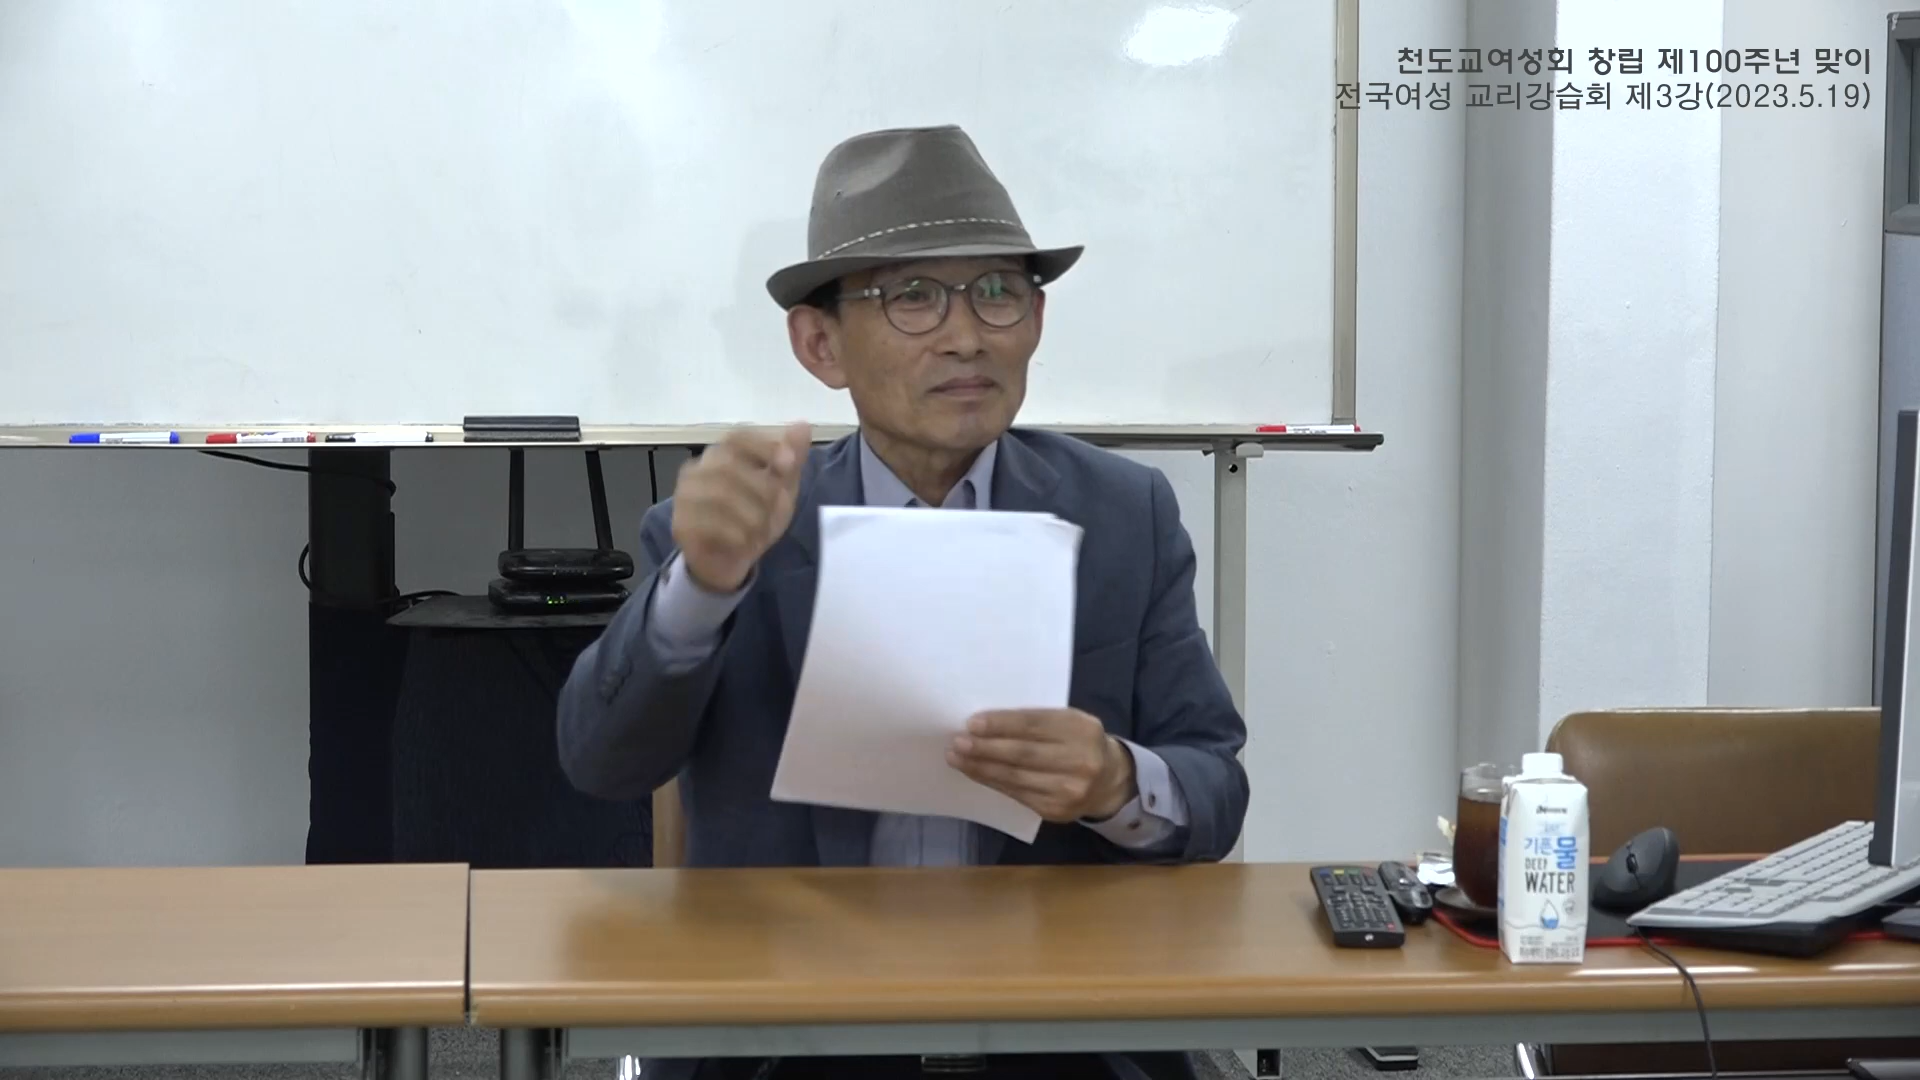 천도교여성회 창립 제100주년 맞이
전국여성 교리강습회 제3강(2023.5.19)
기픈물
DEEP
WATER